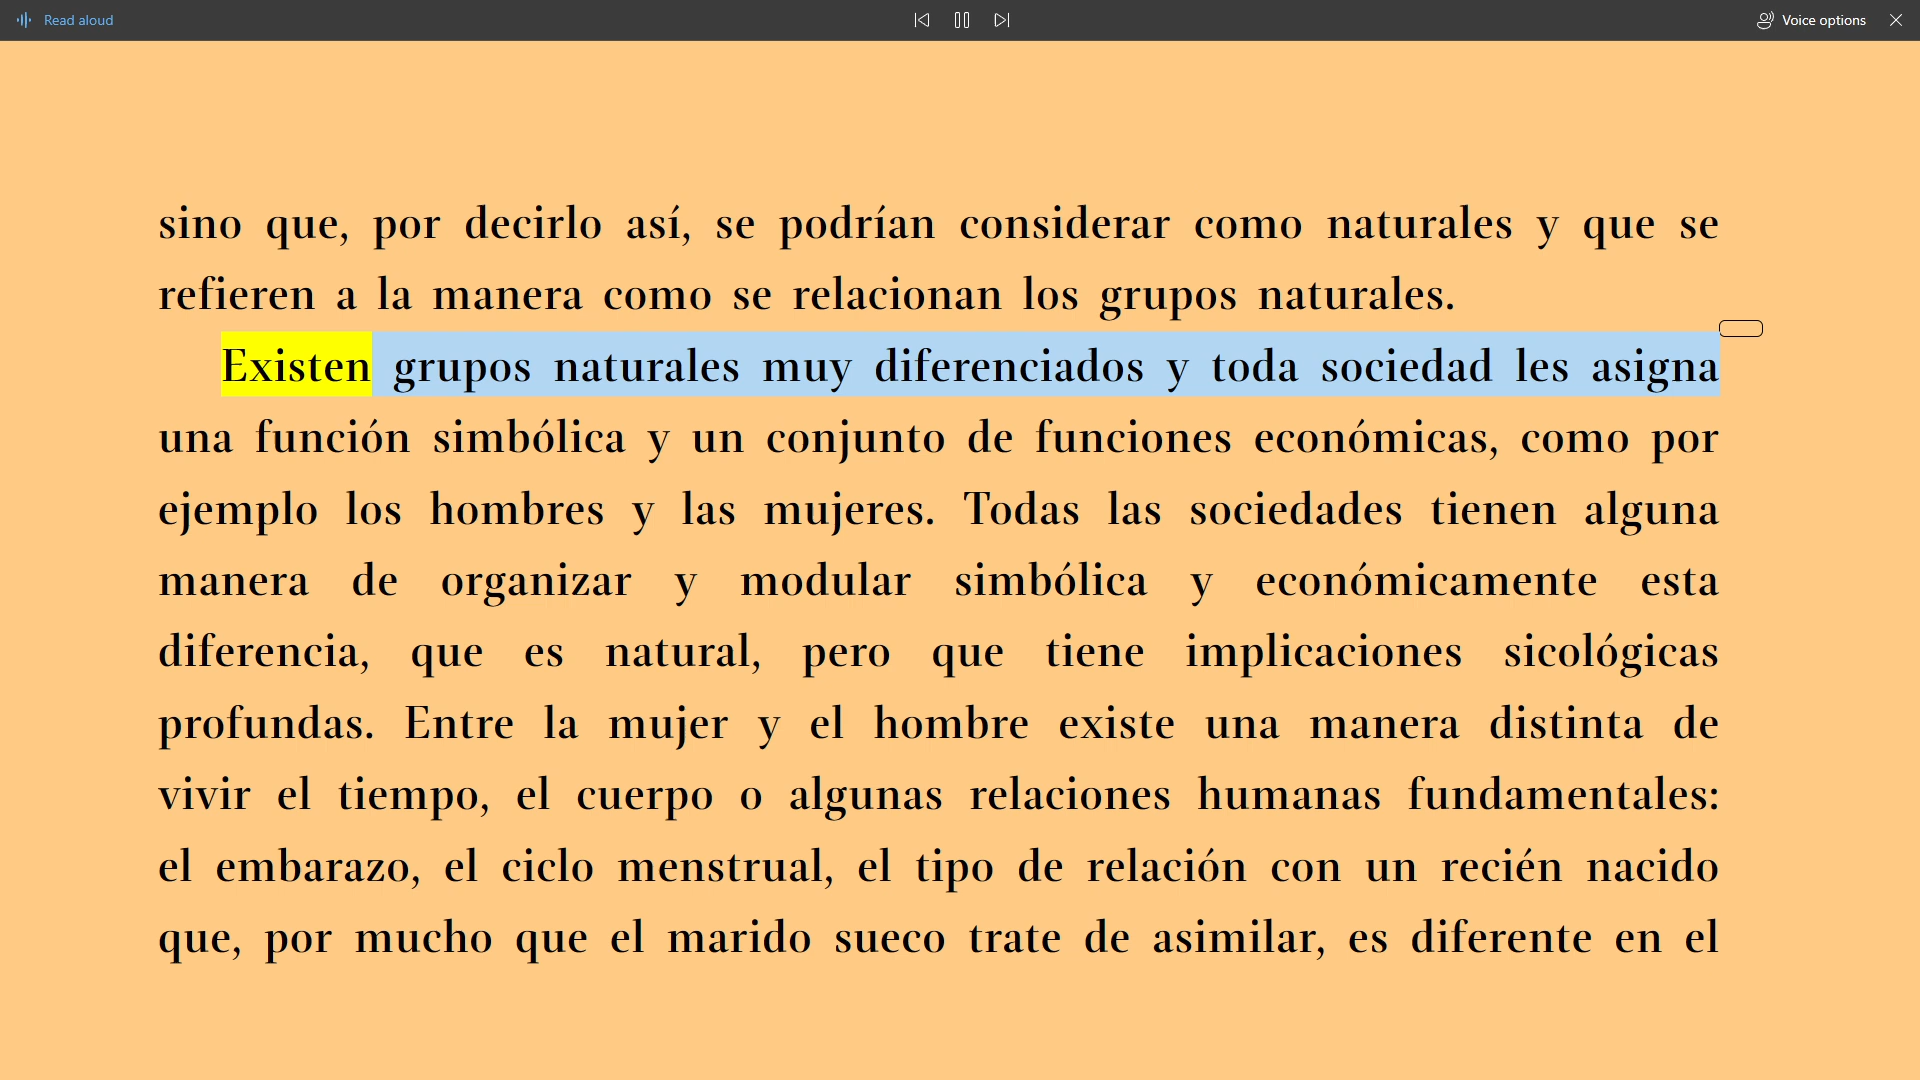 Read aloud
Voice options
sino que, por decirlo así, se podrían considerar como naturales y que se
refieren a la manera como se relacionan los grupos naturales.
Existen grupos naturales muy diferenciados y toda sociedad les asigna
una función simbólica y un conjunto de funciones económicas, como por
ejemplo los hombres y las mujeres. Todas las sociedades tienen alguna
manera de organizar y modular simbólica y económicamente esta
diferencia, que es natural, pero que tiene implicaciones sicológicas
profundas. Entre la mujer y el hombre existe una manera distinta de
vivir el tiempo, el cuerpo o algunas relaciones humanas fundamentales:
el embarazo, el ciclo menstrual, el tipo de relación con un recién nacido
que, por mucho que el marido sueco trate de asimilar, es diferente en el